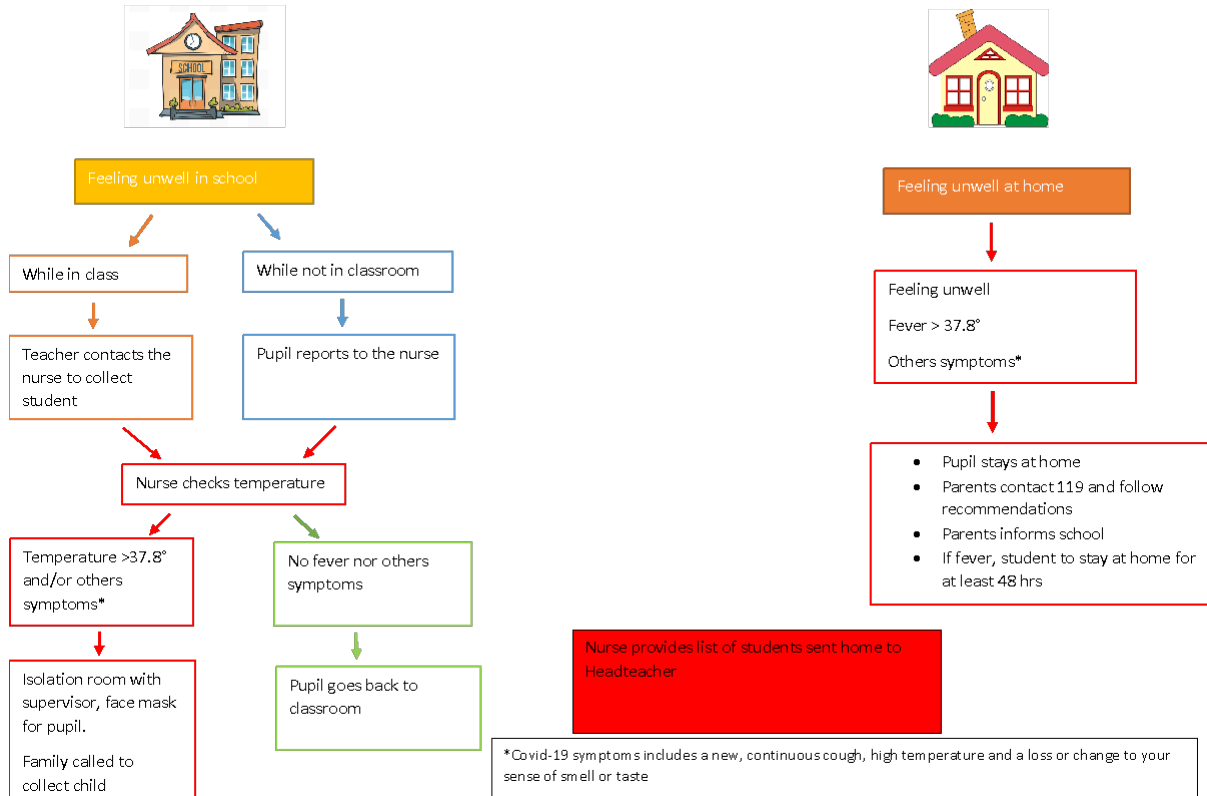 SCHOOL
Feeling unwell in school
While in class
While not in classroom
Teacher contacts the
nurse to collect
student
Pupil reports to the nurse
Nurse checks temperature
Temperature >37.8°
and/or others
symptoms*
No fever nor others
symptoms
Isolation room with
supervisor, face mask
for pupil.
Family called to
collect child
Pupil goes back to
classroom
Feeling unwell at home
Feeling unwell
Fever > 37.8°
Others symptoms*
• Pupil stays at home
• Parents contact 119 and follow
recommendations
• Parents informs school
• If fever, student to stay at home for
at least 48 hrs
Nurse provides list of students sent home to
Headteacher
*Covid-19 symptoms includes a new, continuous cough, high temperature and a loss or change to your
sense of smell or taste